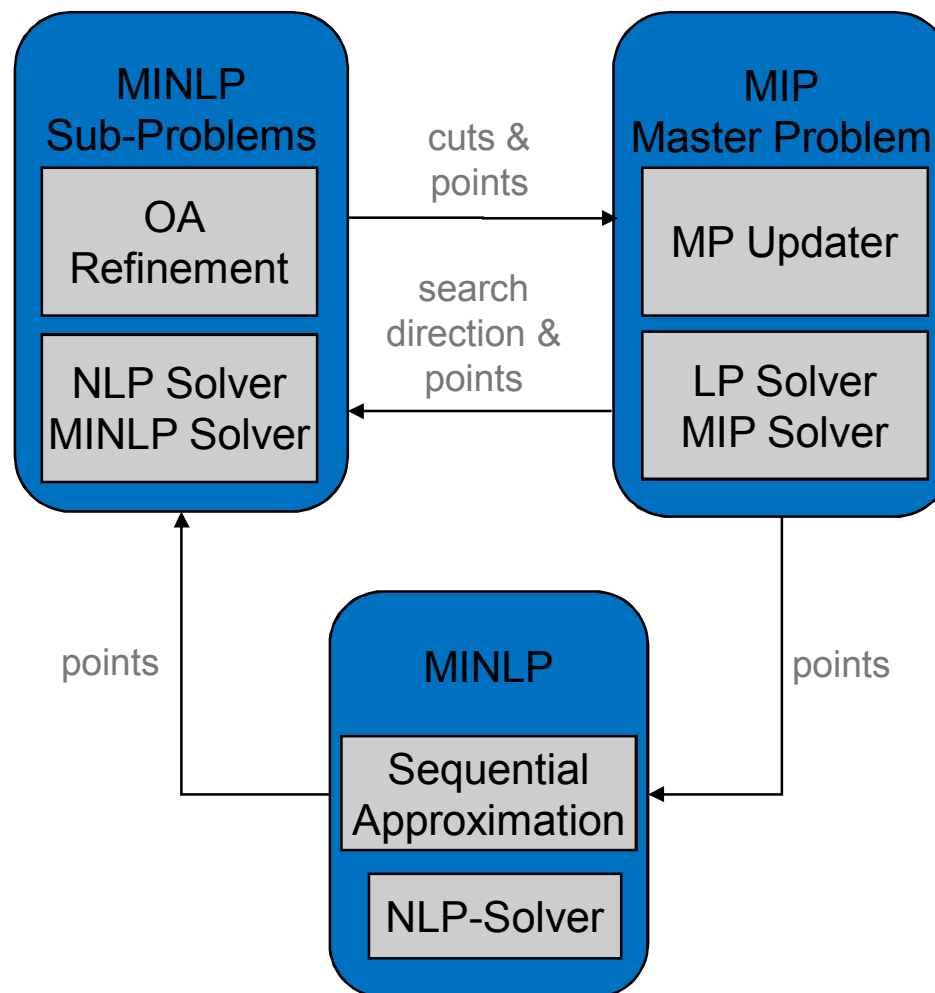 MINLP
Sub-Problems
OA
Refinement
NLP Solver
MINLP Solver
cuts &
points
search
direction &
points
MIP
Master Problem
MP Updater
LP Solver
MIP Solver
points
MINLP
Sequential
Approximation
NLP-Solver
points